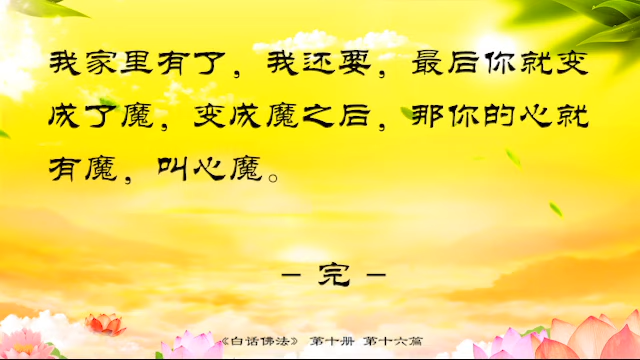 我家里有了，我还要，最后你就变
成了魔，变成魔之后，那你的心就
有魔，叫心魔。
– 完 –
《白话佛法》 第十册 第十六篇